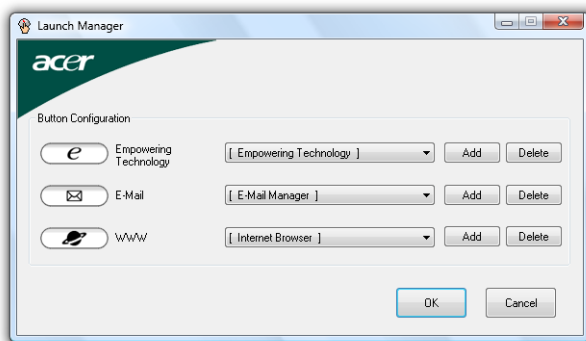 Launch Manager
acer
Button Configuration
e
Empowering
Technology
[ Empowering Technology ]
Add
Delete
E-Mail
[ E-Mail Manager ]
Add
Delete
WWW
[ Internet Browser ]
Add
Delete
OK
Cancel